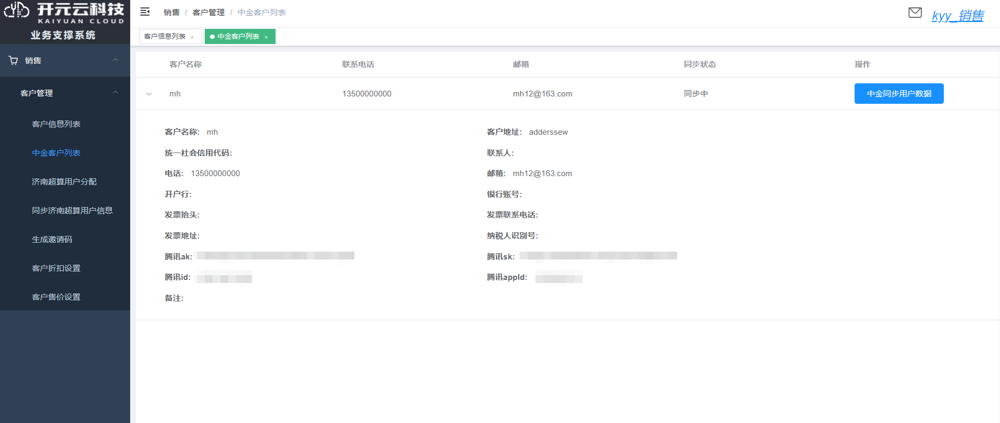 开元云科技
KAIYUAN CLOUD
业务支撑系统
销售
客户管理
客户信息列表
中金客户列表
济南超算用户分配
同步济南超算用户信息
生成邀请码
客户折扣设置
客户售价设置
销售 / 客户管理 / 中金客户列表
kyy_销售
客户信息列表 × 中金客户列表 ×
客户名称 联系电话 邮箱 同步状态 操作
mh 13500000000 mh12@163.com 同步中 中金同步用户数据
客户名称: mh 客户地址: adderssew
统一社会信用代码: 联系人:
电话: 13500000000 邮箱: mh12@163.com
开户行: 银行账号:
发票抬头: 发票联系电话:
发票地址: 纳税人识别号:
腾讯ak: 腾讯sk:
腾讯id: 腾讯appId:
备注: